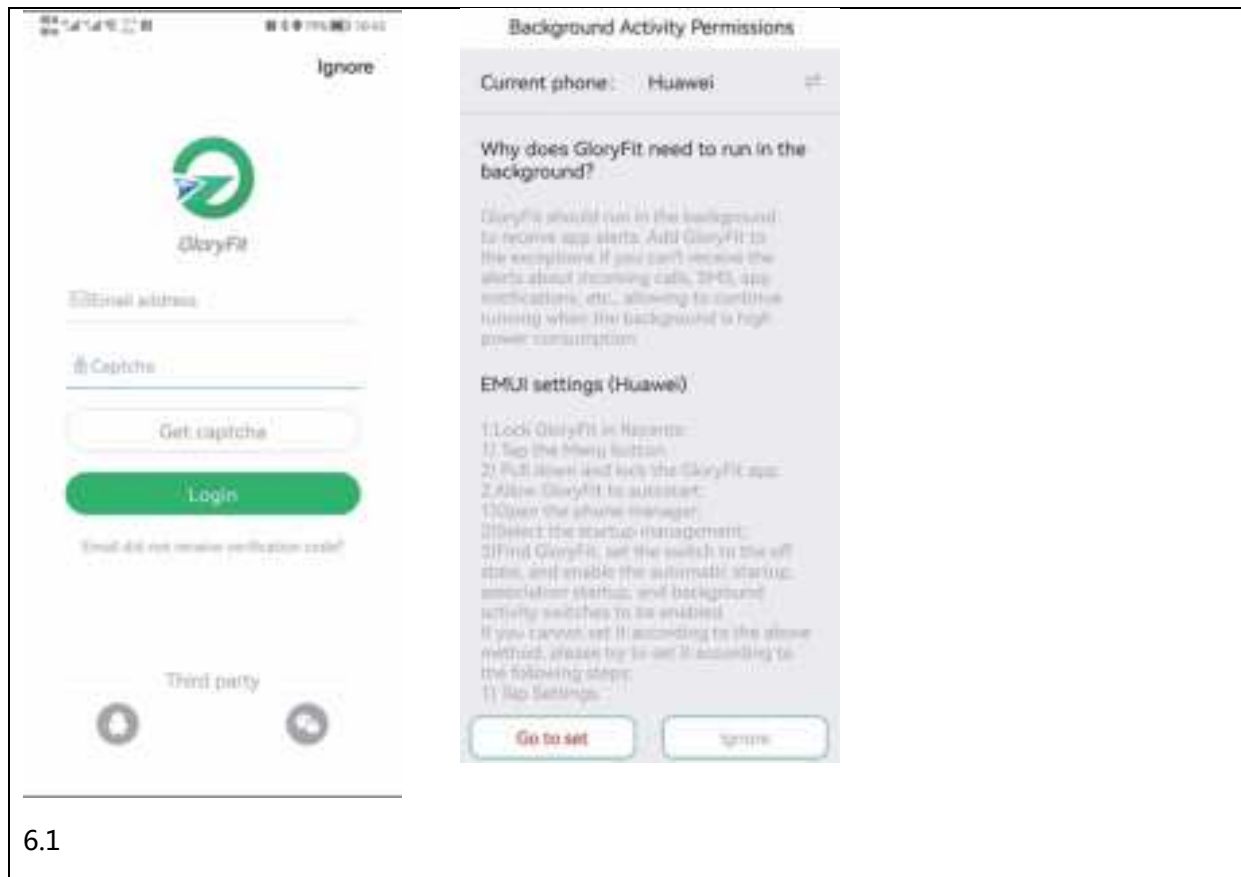 Ignore
GloryFit
Email address
Captcha
Get captcha
Login
Email did not receive verification code?
Third party
Background Activity Permissions
Current phone: Huawei
Why does GloryFit need to run in the
background?
GloryFit should run in the background
to receive app alerts. Add GloryFit to
the exceptions if you can't receive the
alerts about incoming calls, SMS, app
notifications, etc., allowing to continue
running when the background is high
power consumption
EMUI settings (Huawei)
1.Lock GloryFit in Recents:
1) Tap the Menu button
2) Pull down and lock the GloryFit app
2.Allow GloryFit to autostart:
1)Open the phone manager;
2)Select the startup management;
3)Find GloryFit, set the switch to the off
state, and enable the automatic startup,
association startup, and background
activity switches to be enabled
If you cannot set it according to the above
method, please try to set it according to
the following steps:
1) Tap Settings
Go to set
Ignore
6.1